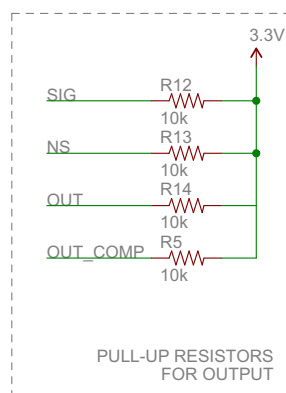 3.3V
R12
SIG
10k
R13
NS
10k
R14
OUT
10k
R5
OUT_COMP
10k
PULL-UP RESISTORS
FOR OUTPUT